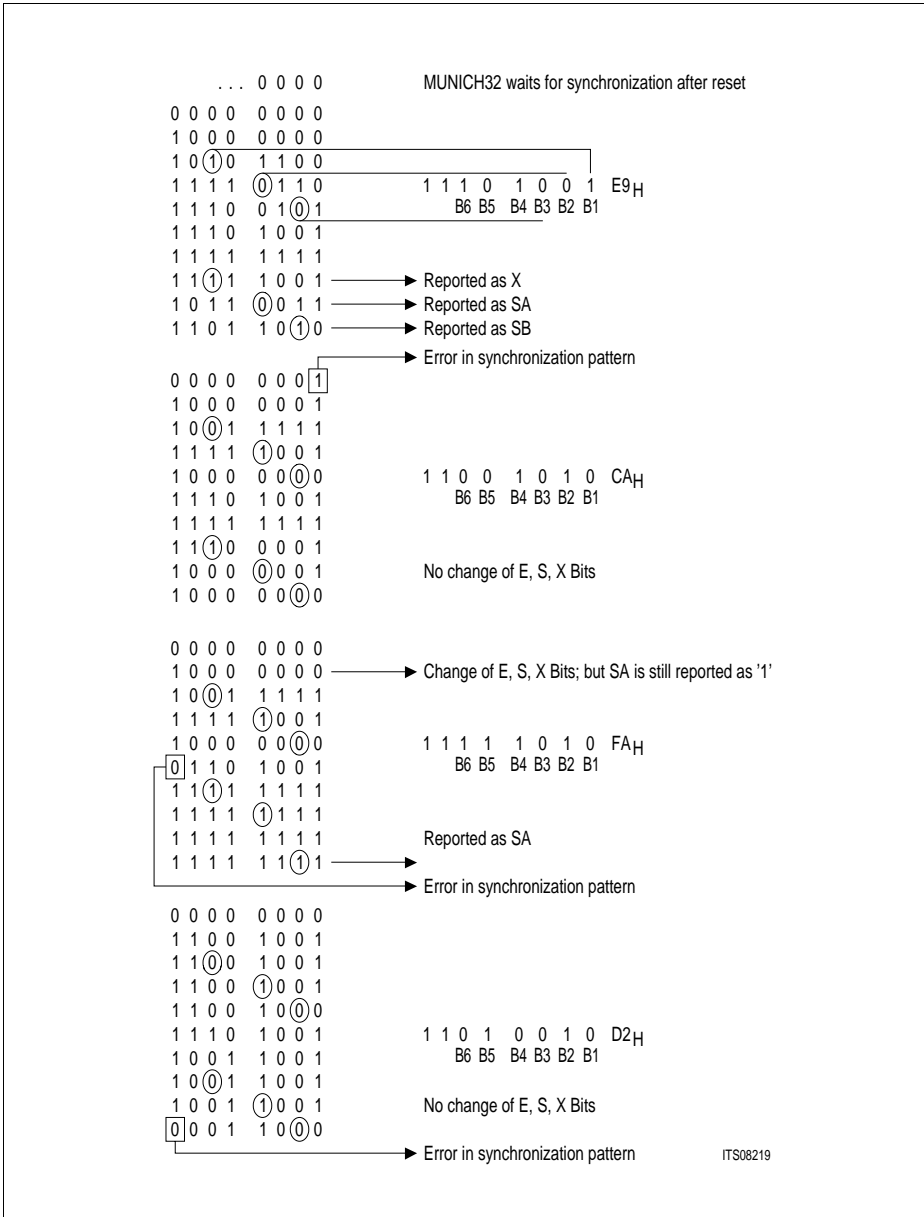 ... 0 0 0 0 MUNICH32 waits for synchronization after reset
0 0 0 0 0 0 0 0
1 0 0 0 0 0 0 0
1 0 1 0 1 1 0 0
1 1 1 1 0 1 1 0 1 1 1 0 1 0 0 1 E9H
1 1 1 0 0 1 0 1 B6 B5 B4 B3 B2 B1
1 1 1 0 1 0 0 1
1 1 1 1 1 1 1 1
1 1 1 1 1 0 0 1 Reported as X
1 0 1 1 0 0 1 1 Reported as SA
1 1 0 1 1 0 1 0 Reported as SB
Error in synchronization pattern
0 0 0 0 0 0 0 1
1 0 0 0 0 0 0 1
1 0 0 1 1 1 1 1
1 1 1 1 1 0 0 1
1 0 0 0 0 0 0 0 1 1 0 0 1 0 1 0 CAH
1 1 1 0 1 0 0 1 B6 B5 B4 B3 B2 B1
1 1 1 1 1 1 1 1
1 1 1 0 0 0 0 1
1 0 0 0 0 0 0 1 No change of E, S, X Bits
1 0 0 0 0 0 0 0
0 0 0 0 0 0 0 0
1 0 0 0 0 0 0 0 Change of E, S, X Bits; but SA is still reported as '1'
1 0 0 1 1 1 1 1
1 1 1 1 1 0 0 1
1 0 0 0 0 0 0 0 1 1 1 1 1 0 1 0 FAH
0 1 1 0 1 0 0 1 B6 B5 B4 B3 B2 B1
1 1 1 1 1 1 1 1
1 1 1 1 1 1 1 1
1 1 1 1 1 1 1 1 Reported as SA
1 1 1 1 1 1 1 1
Error in synchronization pattern
0 0 0 0 0 0 0 0
1 1 0 0 1 0 0 1
1 1 0 0 1 0 0 1
1 1 0 0 1 0 0 1
1 1 0 0 1 0 0 0
1 1 1 0 1 0 0 1 1 1 0 1 0 0 1 0 D2H
1 0 0 1 1 0 0 1 B6 B5 B4 B3 B2 B1
1 0 0 1 1 0 0 1
1 0 0 1 1 0 0 1 No change of E, S, X Bits
0 0 0 1 1 0 0 0
Error in synchronization pattern ITS08219